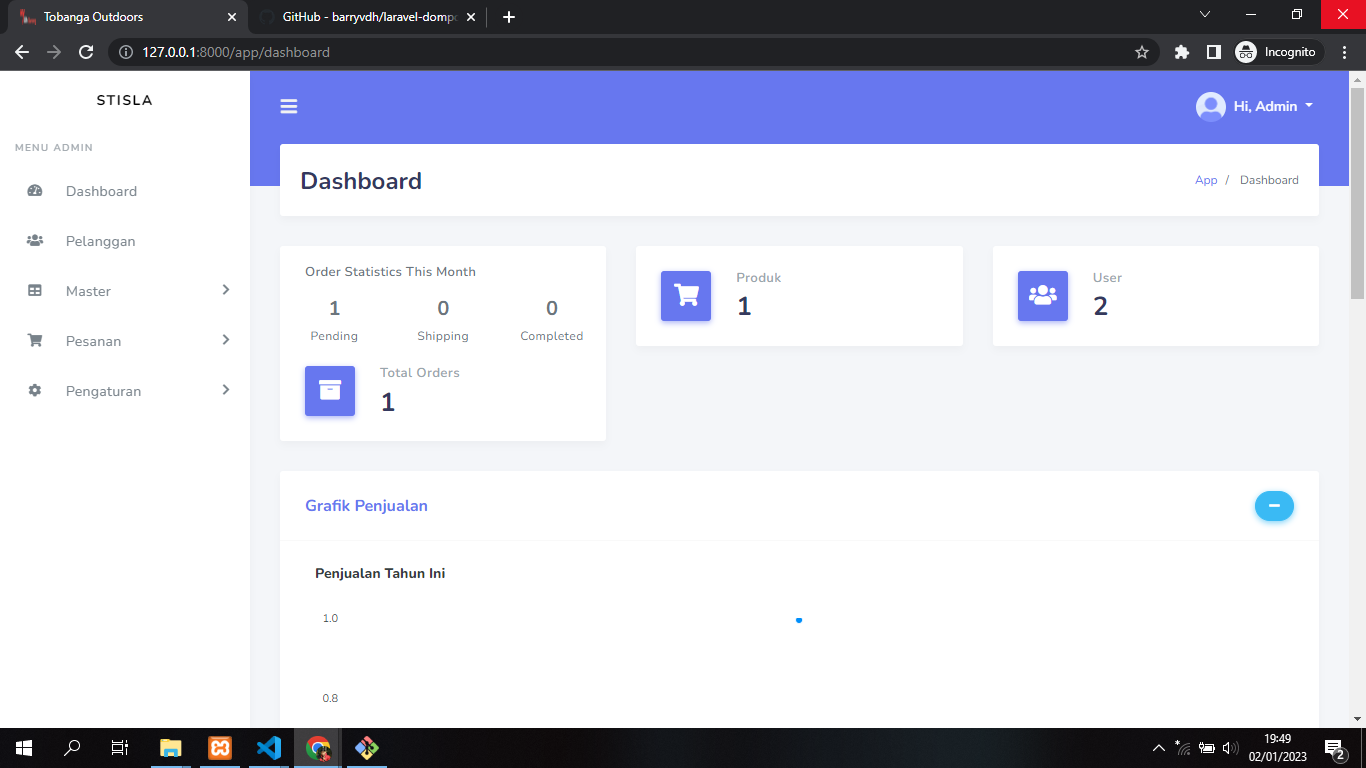 Tobanga Outdoors
GitHub - barryvdh/laravel-domp
127.0.0.1:8000/app/dashboard
Incognito
STISLA
Hi, Admin
MENU ADMIN
Dashboard
Pelanggan
Master
Pesanan
Pengaturan
Dashboard
App / Dashboard
Order Statistics This Month
1 0 0
Pending Shipping Completed
Total Orders
1
Produk
1
User
2
Grafik Penjualan
Penjualan Tahun Ini
1.0
0.8
19:49
02/01/2023
2